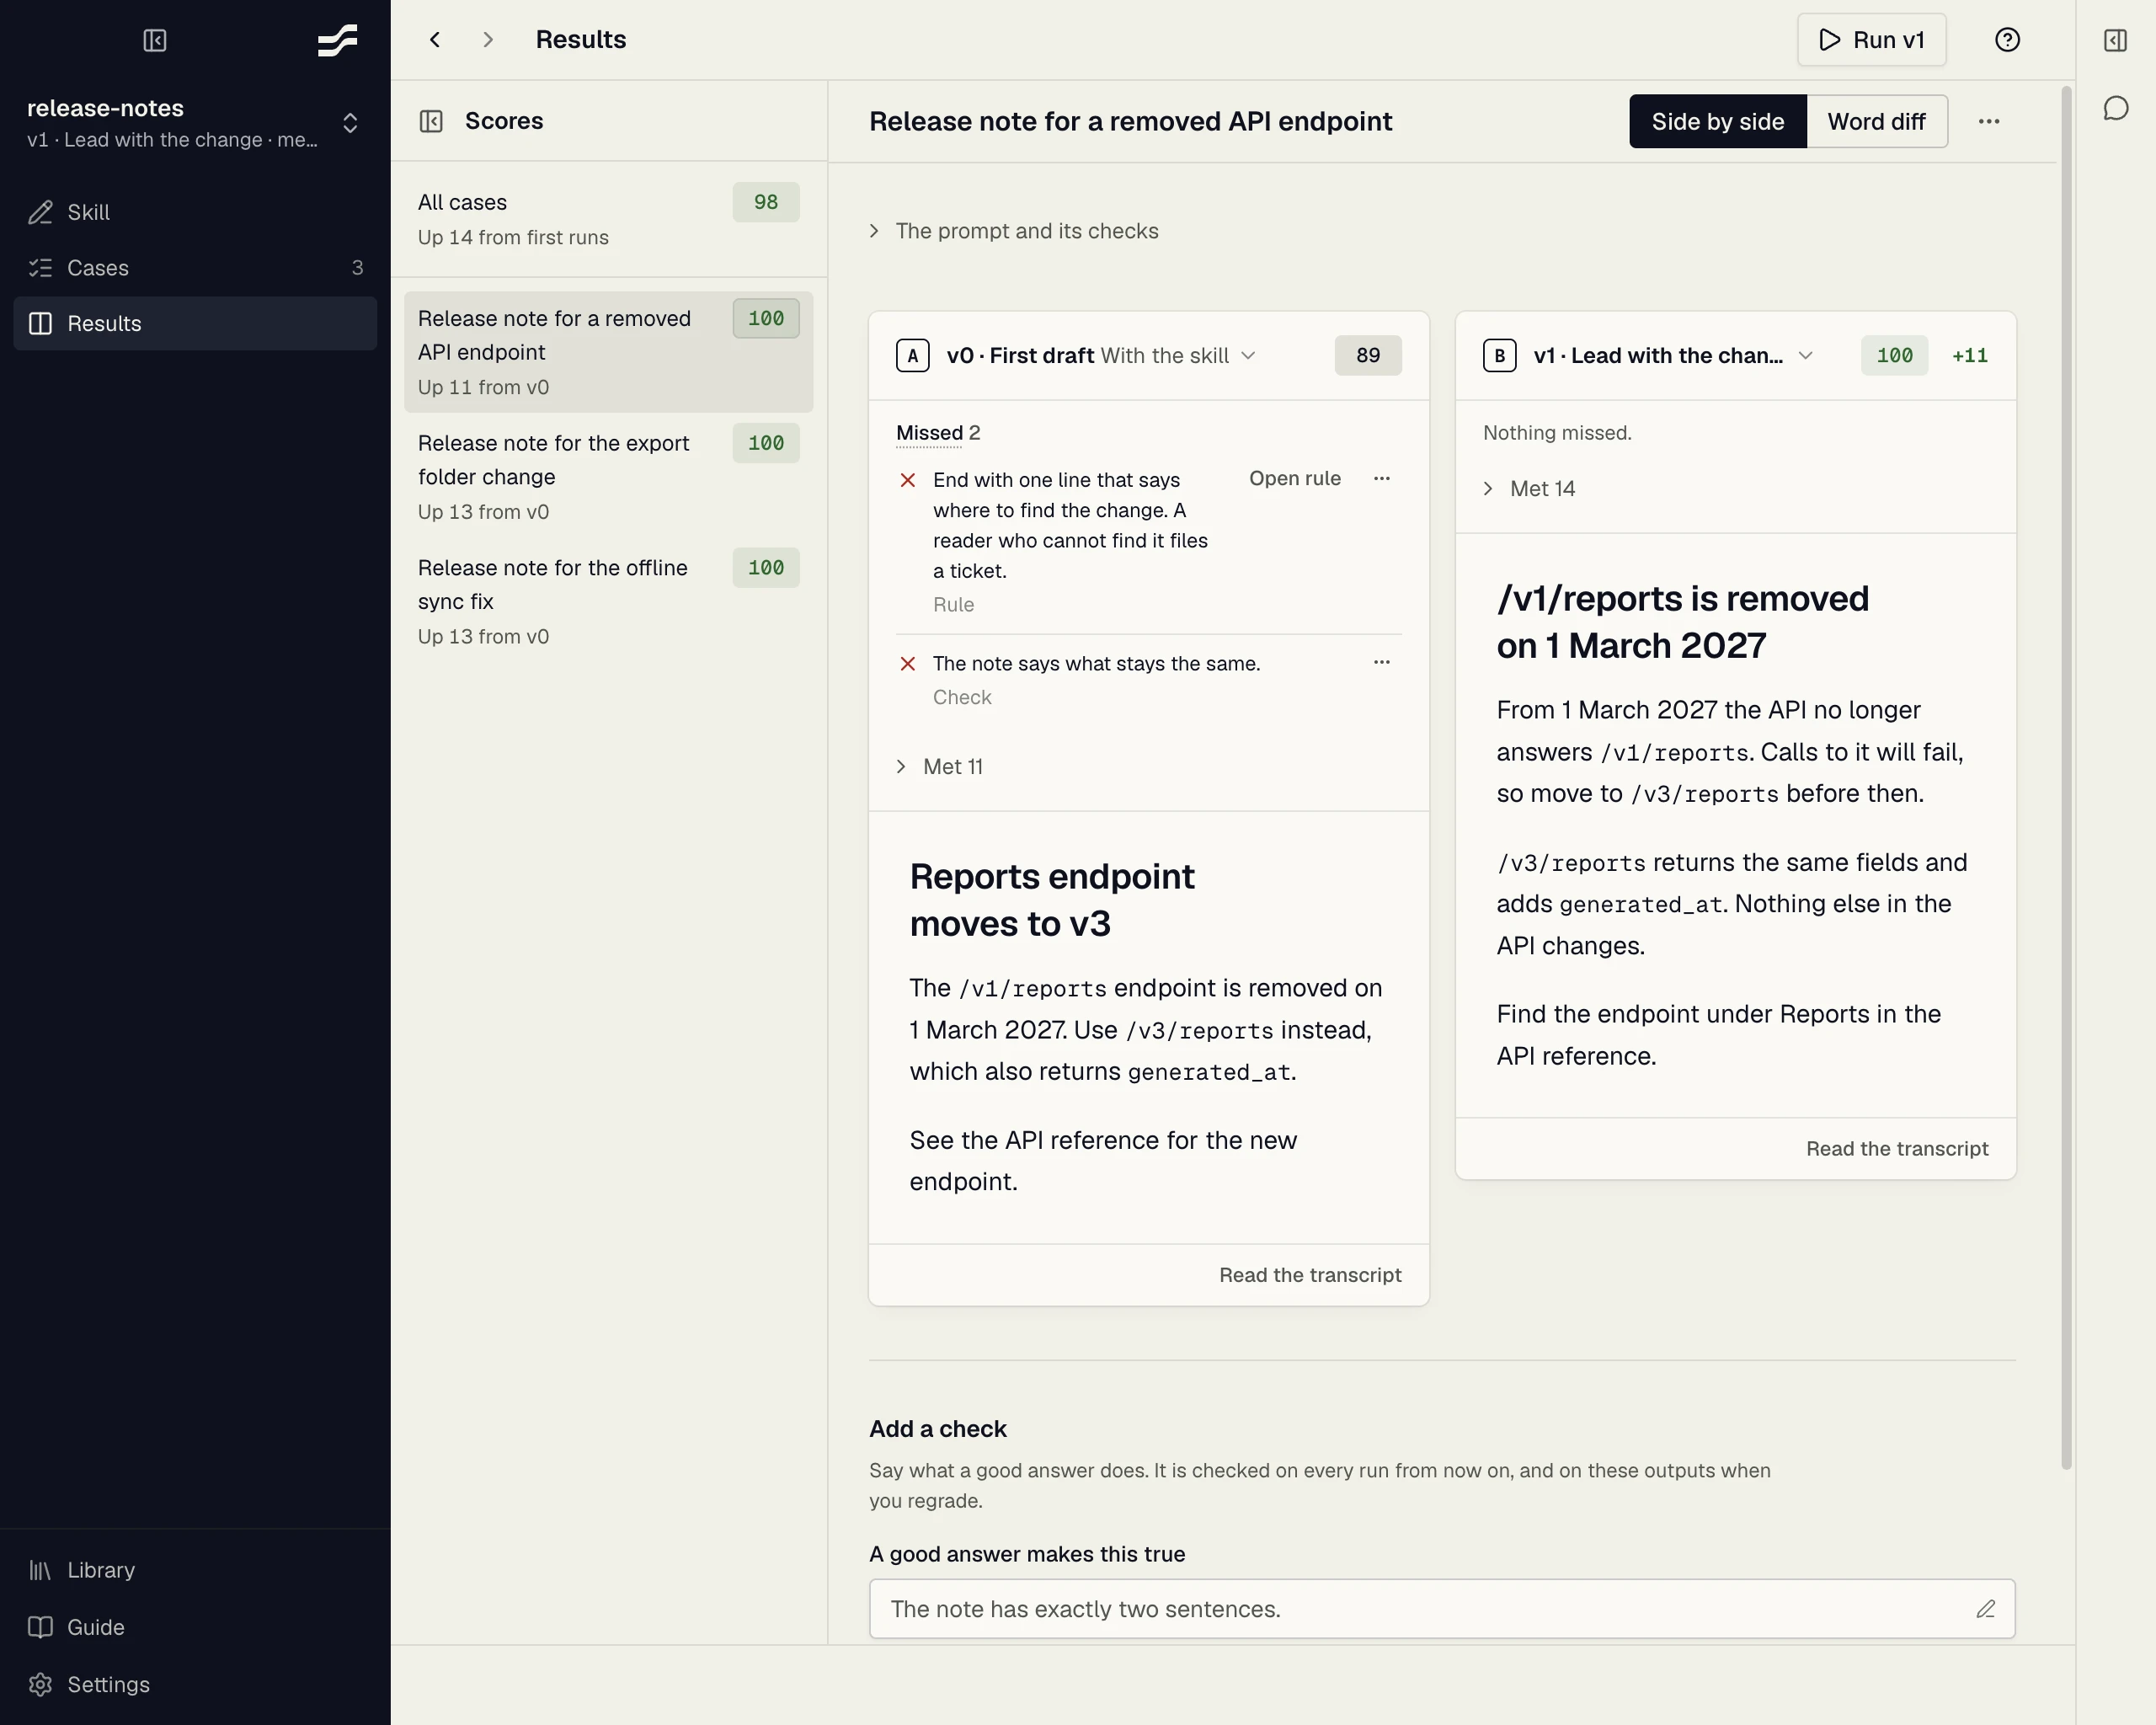 release-notes
v1 · Lead with the change · me...
Skill
Cases
3
Results
Library
Guide
Settings
Results
Run v1
Scores
All cases
98
Up 14 from first runs
Release note for a removed
API endpoint
100
Up 11 from v0
Release note for the export
folder change
100
Up 13 from v0
Release note for the offline
sync fix
100
Up 13 from v0
Release note for a removed API endpoint
Side by side
Word diff
The prompt and its checks
A
v0 · First draft With the skill
89
Missed 2
End with one line that says
where to find the change. A
reader who cannot find it files
a ticket.
Open rule
Rule
The note says what stays the same.
Check
Met 11
Reports endpoint
moves to v3
The /v1/reports endpoint is removed on
1 March 2027. Use /v3/reports instead,
which also returns generated_at.
See the API reference for the new
endpoint.
Read the transcript
B
v1 · Lead with the chan...
100
+11
Nothing missed.
Met 14
/v1/reports is removed
on 1 March 2027
From 1 March 2027 the API no longer
answers /v1/reports. Calls to it will fail,
so move to /v3/reports before then.
/v3/reports returns the same fields and
adds generated_at. Nothing else in the
API changes.
Find the endpoint under Reports in the
API reference.
Read the transcript
Add a check
Say what a good answer does. It is checked on every run from now on, and on these outputs when
you regrade.
A good answer makes this true
The note has exactly two sentences.